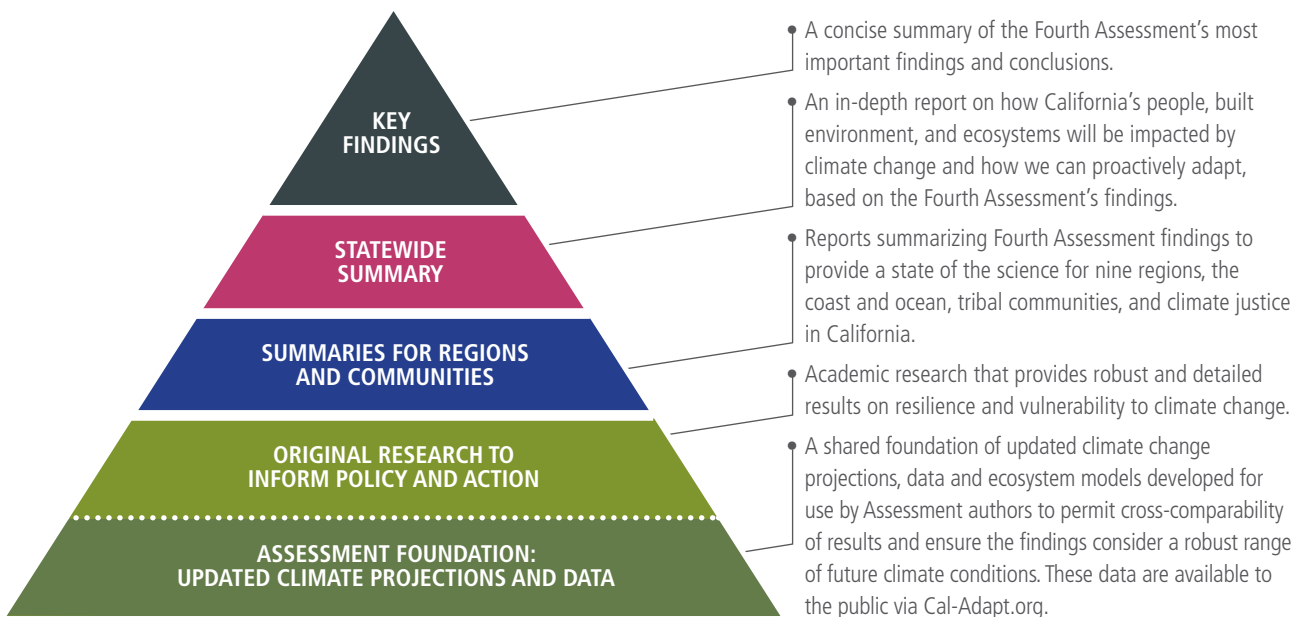 KEY
FINDINGS
A concise summary of the Fourth Assessment’s most
important findings and conclusions.
STATEWIDE
SUMMARY
An in-depth report on how California’s people, built
environment, and ecosystems will be impacted by
climate change and how we can proactively adapt,
based on the Fourth Assessment’s findings.
SUMMARIES FOR REGIONS
AND COMMUNITIES
Reports summarizing Fourth Assessment findings to
provide a state of the science for nine regions, the
coast and ocean, tribal communities, and climate justice
in California.
ORIGINAL RESEARCH TO
INFORM POLICY AND ACTION
Academic research that provides robust and detailed
results on resilience and vulnerability to climate change.
ASSESSMENT FOUNDATION:
UPDATED CLIMATE PROJECTIONS AND DATA
A shared foundation of updated climate change
projections, data and ecosystem models developed for
use by Assessment authors to permit cross-comparability
of results and ensure the findings consider a robust range
of future climate conditions. These data are available to
the public via Cal-Adapt.org.